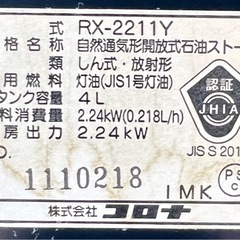 式 RX-2211Y
格名称 自然通気形開放式石油ストー
類 しん式・放射形
用燃料 灯油(JIS1号灯油)
タンク容量 4L
料消費量 2.24kW(0.218L/h)
房出力 2.24kW
認証
JHIA
JIS S 201
O. 1110218 IMK
PS
C
株式会社 コロナ